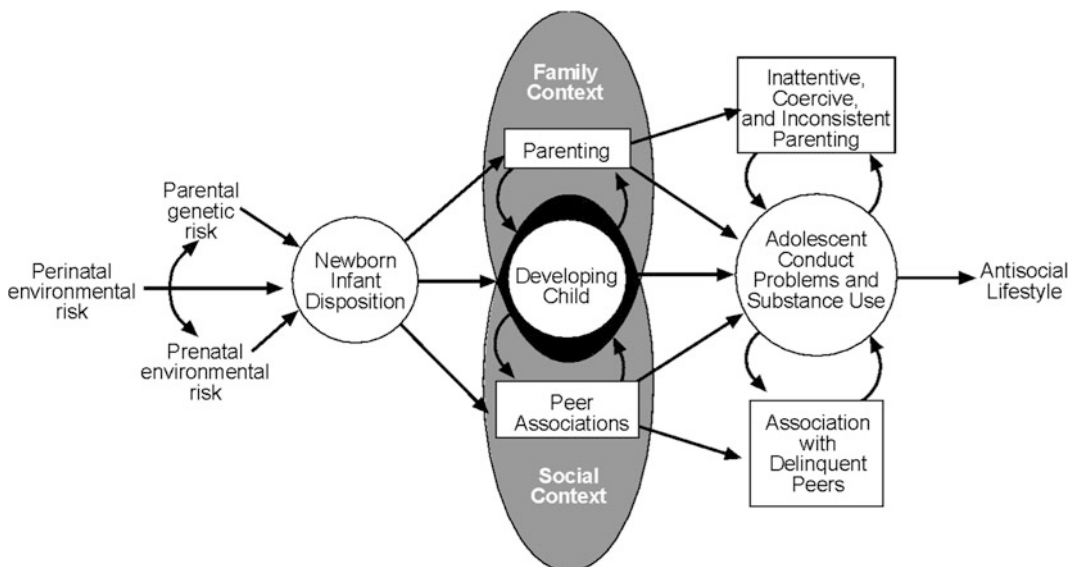 Parental
genetic
risk
Perinatal
environmental
risk
Prenatal
environmental
risk
Newborn
Infant
Disposition
Family
Context
Parenting
Developing
Child
Peer
Associations
Social
Context
Inattentive,
Coercive,
and Inconsistent
Parenting
Adolescent
Conduct
Problems and
Substance Use
Association
with
Delinquent
Peers
Antisocial
Lifestyle